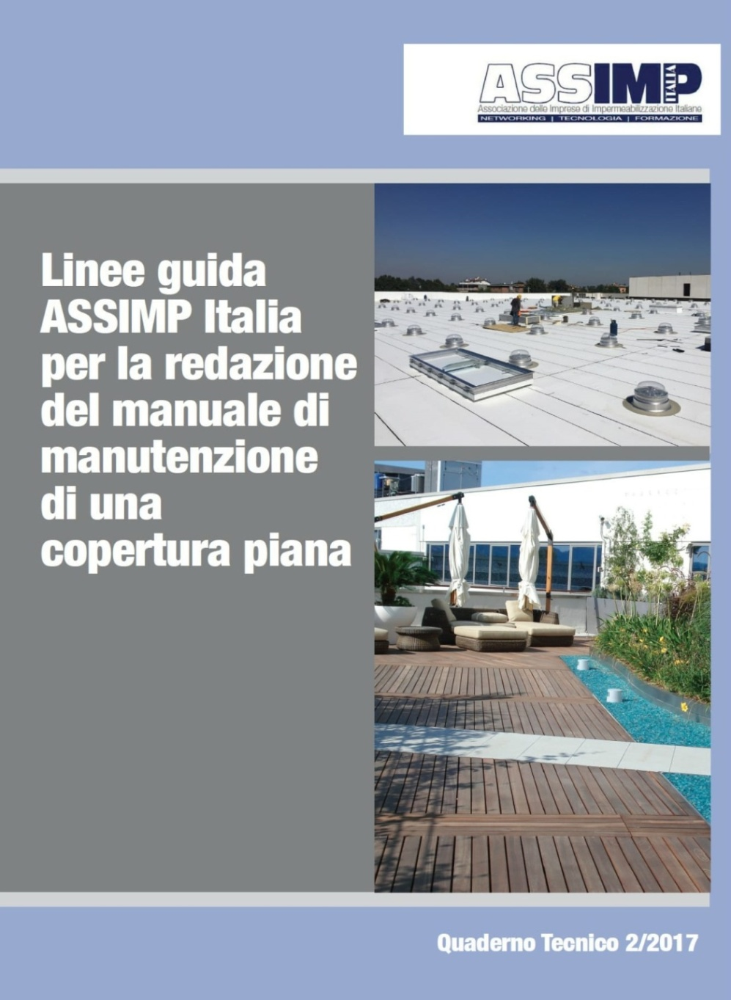 ASSIMP ITALIA
Associazione delle Imprese di Impermeabilizzazione Italiane
NETWORKING | TECNOLOGIA | FORMAZIONE
Linee guida
ASSIMP Italia
per la redazione
del manuale di
manutenzione
di una
copertura piana
Quaderno Tecnico 2/2017